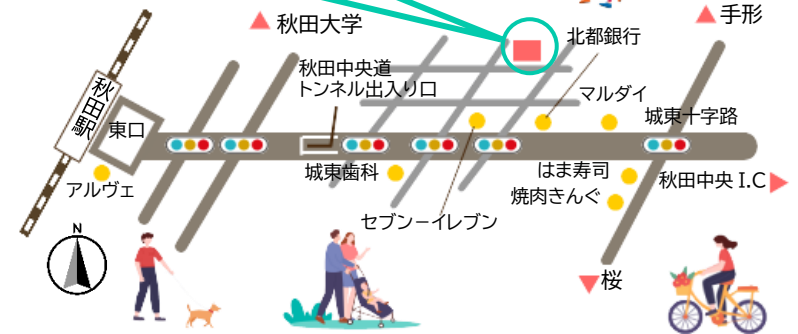 秋田大学
手形
北都銀行
秋田中央道
トンネル出入り口
マルダイ
秋田駅
東口
城東十字路
城東歯科
はま寿司
秋田中央 I.C
アルヴェ
焼肉きんぐ
セブンーイレブン
N
桜